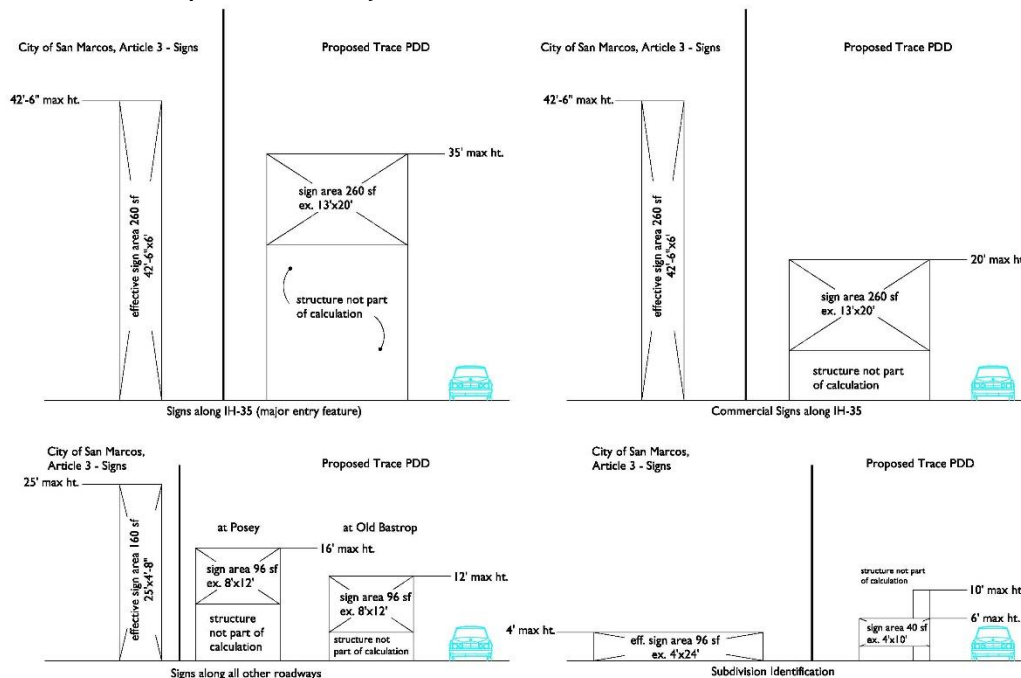 City of San Marcos, Article 3 - Signs
Proposed Trace PDD
42'-6" max ht.
35' max ht.
effective sign area 260 sf
42'-6"x6'
sign area 260 sf
ex. 13'x20'
structure not part
of calculation
Signs along IH-35 (major entry feature)
City of San Marcos, Article 3 - Signs
Proposed Trace PDD
42'-6" max ht.
effective sign area 260 sf
42'-6"x6'
20' max ht.
sign area 260 sf
ex. 13'x20'
structure not part
of calculation
Commercial Signs along IH-35
City of San Marcos,
Article 3 - Signs
Proposed Trace PDD
25' max ht.
effective sign area 160 sf
25'x4'-8"
at Posey
16' max ht.
sign area 96 sf
ex. 8'x12'
structure
not part of
calculation
at Old Bastrop
12' max ht.
sign area 96 sf
ex. 8'x12'
structure not
part of calculation
Signs along all other roadways
City of San Marcos,
Article 3 - Signs
Proposed Trace PDD
4' max ht.
eff. sign area 96 sf
ex. 4'x24'
structure not part
of calculation
10' max ht.
6' max ht.
sign area 40 sf
ex. 4'x10'
Subdivision Identification